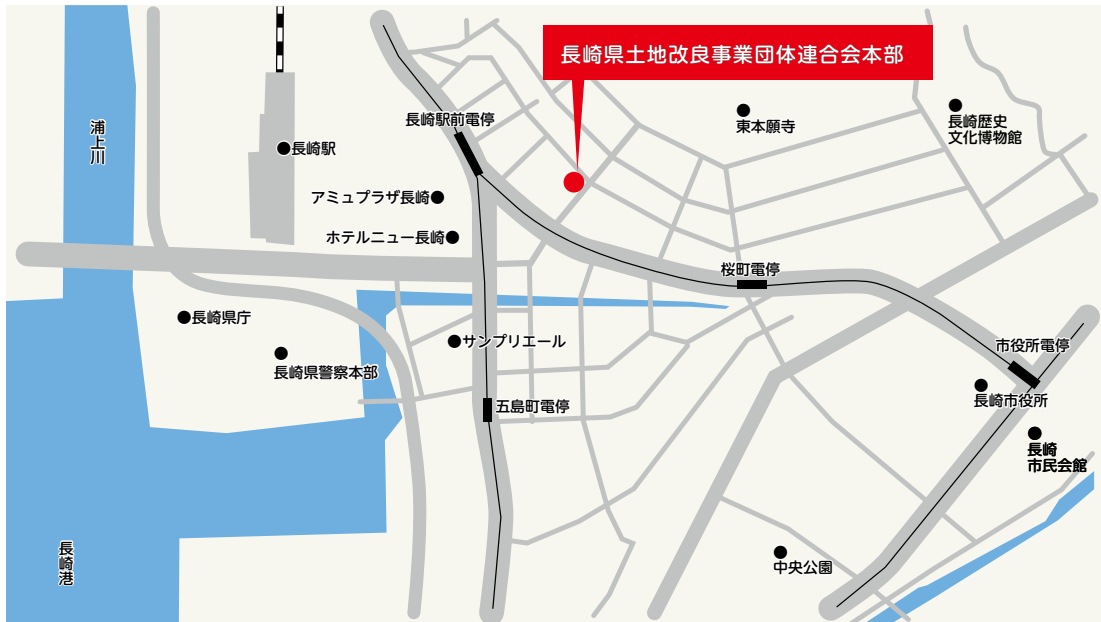 長崎県土地改良事業団体連合会本部
浦上川
長崎駅前電停
東本願寺
長崎歴史
文化博物館
長崎駅
アミュプラザ長崎
ホテルニュー長崎
桜町電停
長崎県庁
サンプリエール
市役所電停
長崎県警察本部
五島町電停
長崎市役所
長崎
市民会館
長崎港
中央公園